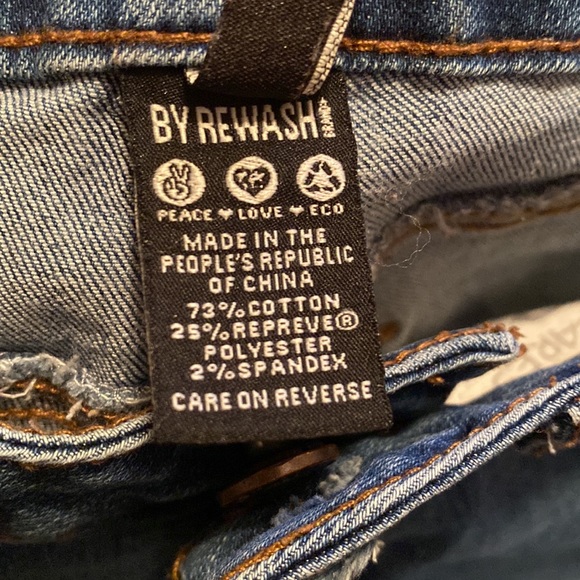 BY REWASH BRAND
PEACE ♥ LOVE ♥ ECO
MADE IN THE
PEOPLE'S REPUBLIC
OF CHINA
73% COTTON
25% REPREVE®
POLYESTER
2% SPANDEX
CARE ON REVERSE